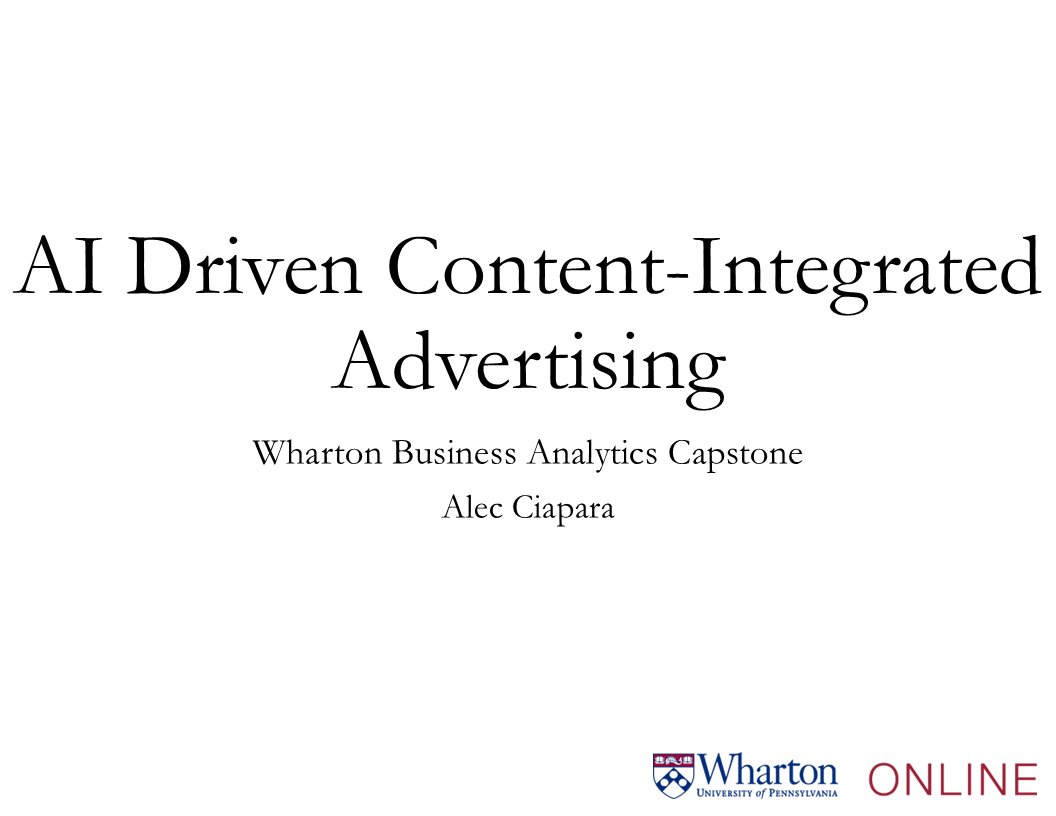 AI Driven Content-Integrated
Advertising
Wharton Business Analytics Capstone
Alec Ciapara
Wharton ONLINE
UNIVERSITY of PENNSYLVANIA